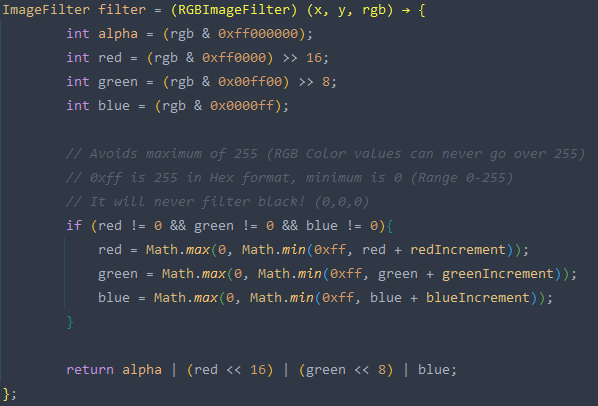 ImageFilter filter = (RGBImageFilter) (x, y, rgb) → {
int alpha = (rgb & 0xff000000);
int red = (rgb & 0xff0000) >> 16;
int green = (rgb & 0x00ff00) >> 8;
int blue = (rgb & 0x0000ff);
// Avoids maximum of 255 (RGB Color values can never go over 255)
// 0xff is 255 in Hex format, minimum is 0 (Range 0-255)
// It will never filter black! (0,0,0)
if (red != 0 && green != 0 && blue != 0){
red = Math.max(0, Math.min(0xff, red + redIncrement));
green = Math.max(0, Math.min(0xff, green + greenIncrement));
blue = Math.max(0, Math.min(0xff, blue + blueIncrement));
}
return alpha | (red << 16) | (green << 8) | blue;
};